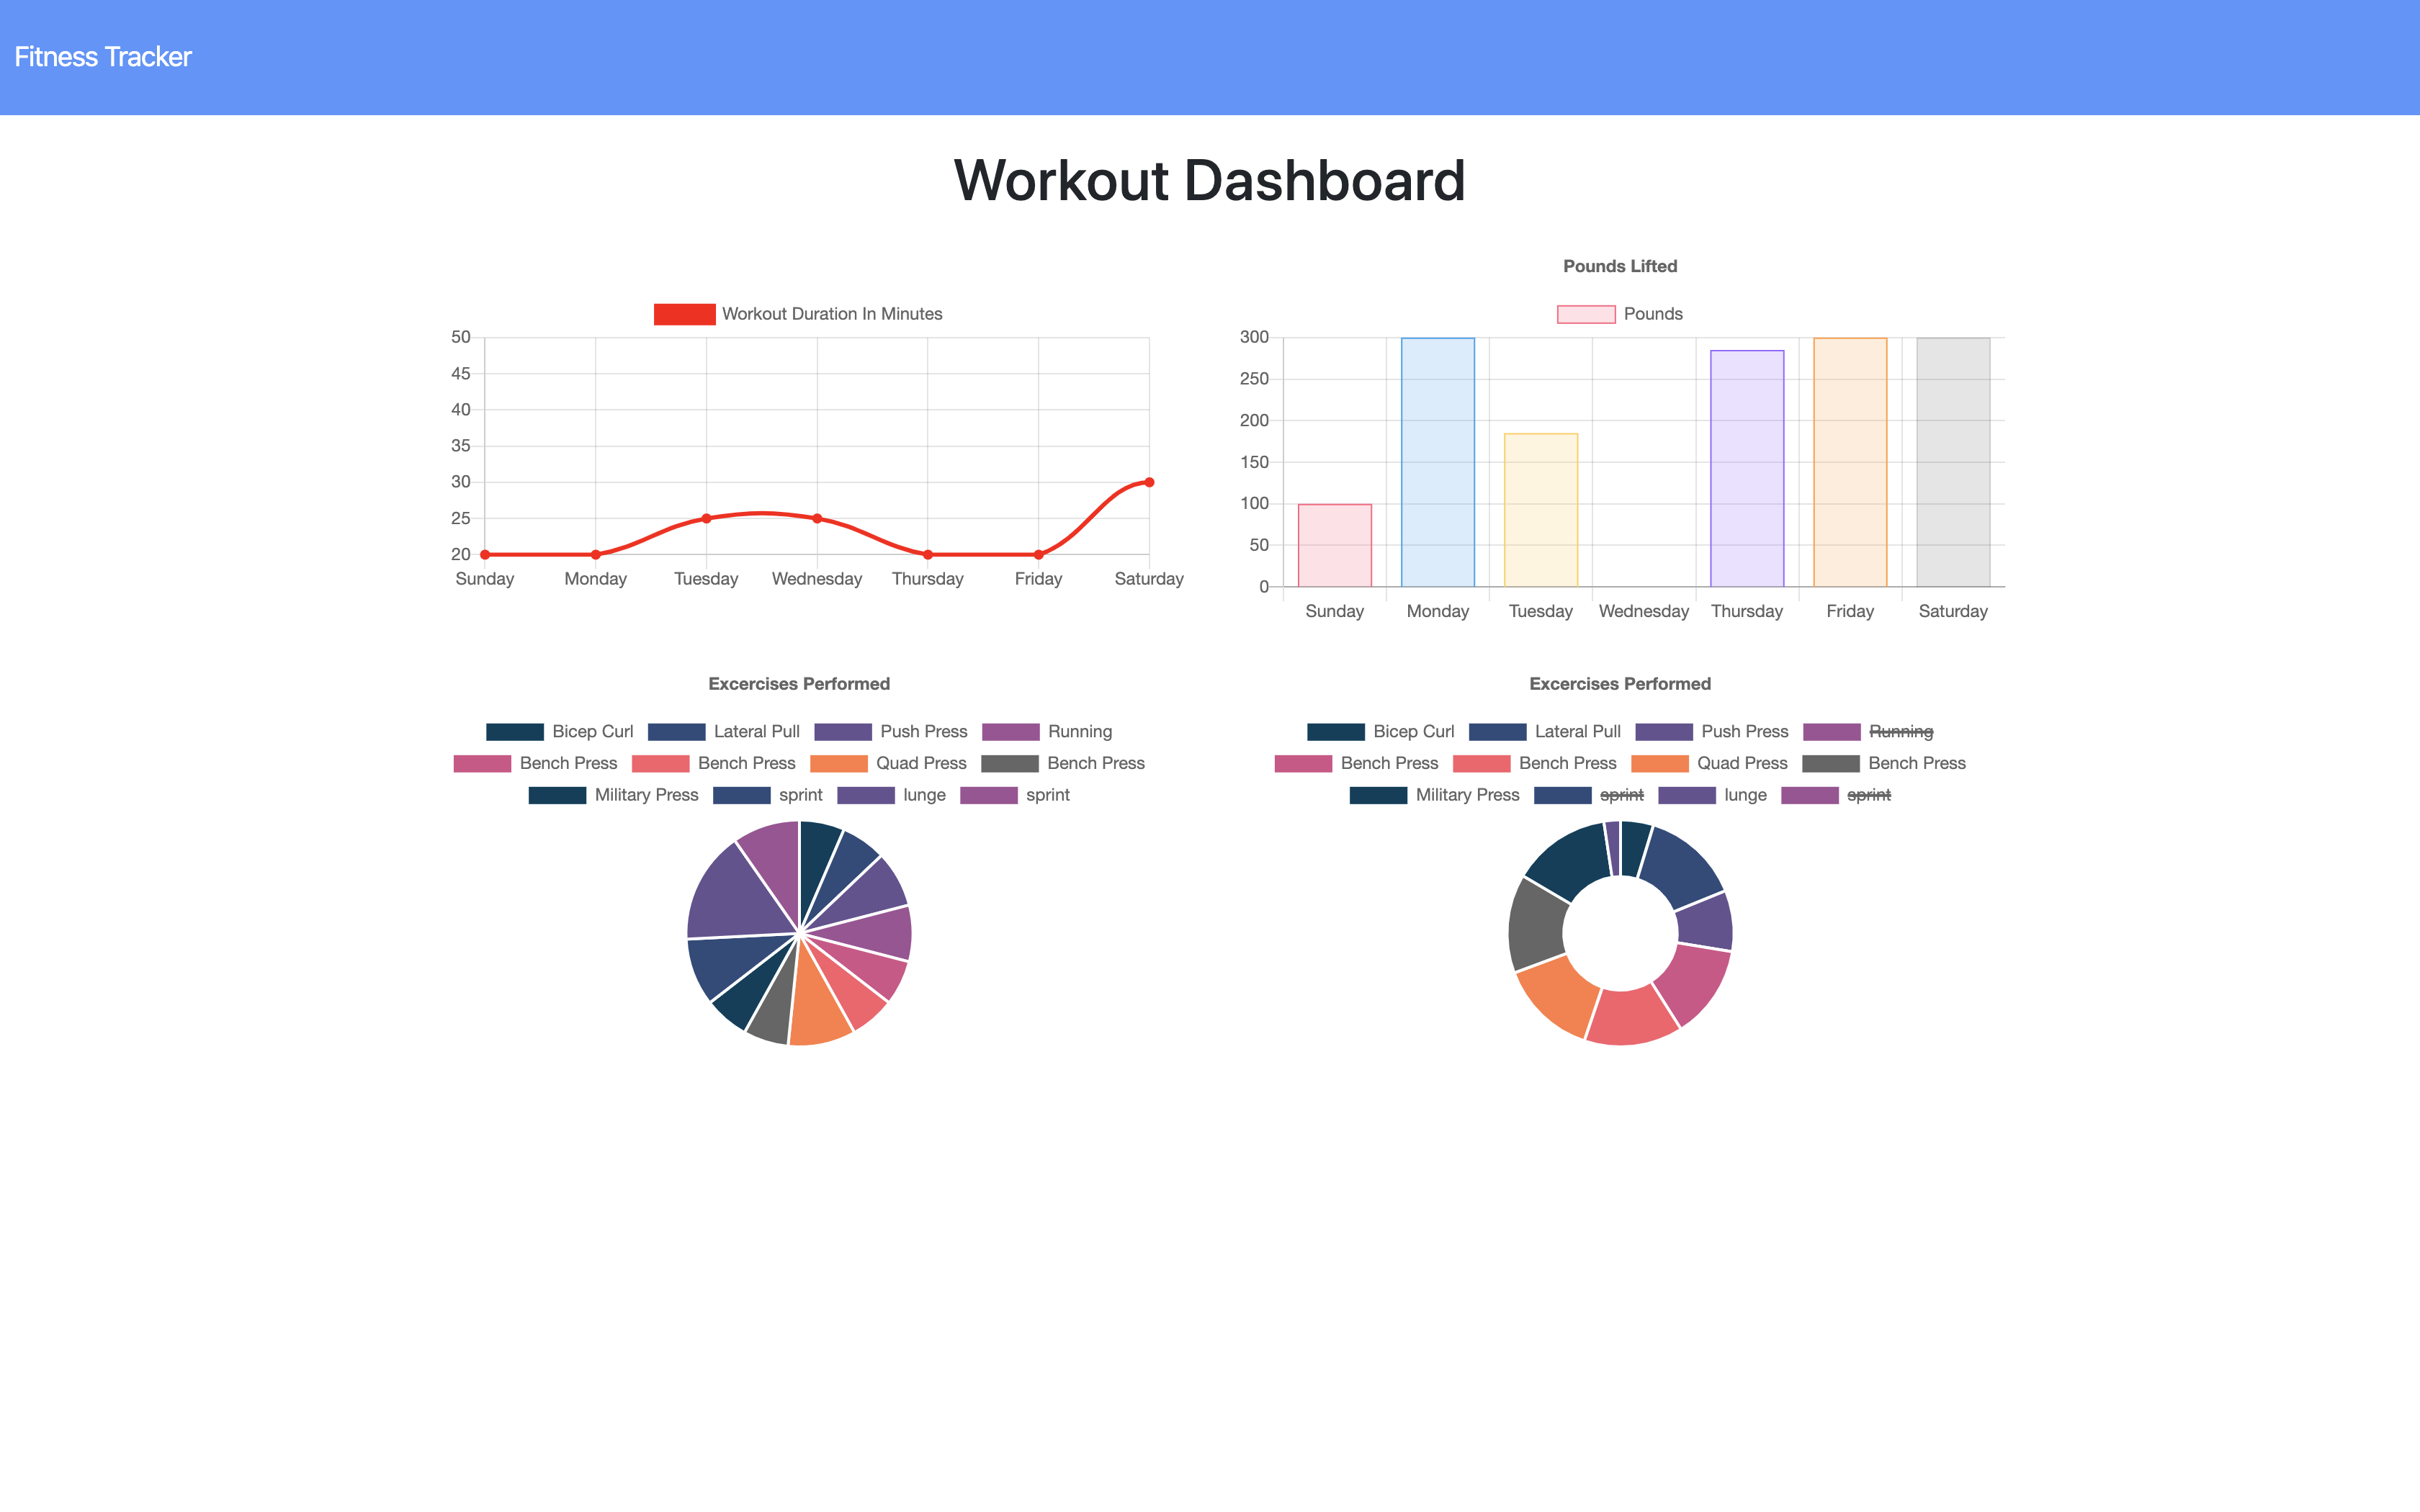 Fitness Tracker
Workout Dashboard
Workout Duration In Minutes
50
45
40
35
30
25
20
Sunday Monday Tuesday Wednesday Thursday Friday Saturday
Pounds Lifted
Pounds
300
250
200
150
100
50
0
Sunday Monday Tuesday Wednesday Thursday Friday Saturday
Excercises Performed
Bicep Curl Lateral Pull Push Press Running
Bench Press Bench Press Quad Press Bench Press
Military Press sprint lunge sprint
Excercises Performed
Bicep Curl Lateral Pull Push Press Running
Bench Press Bench Press Quad Press Bench Press
Military Press sprint lunge sprint